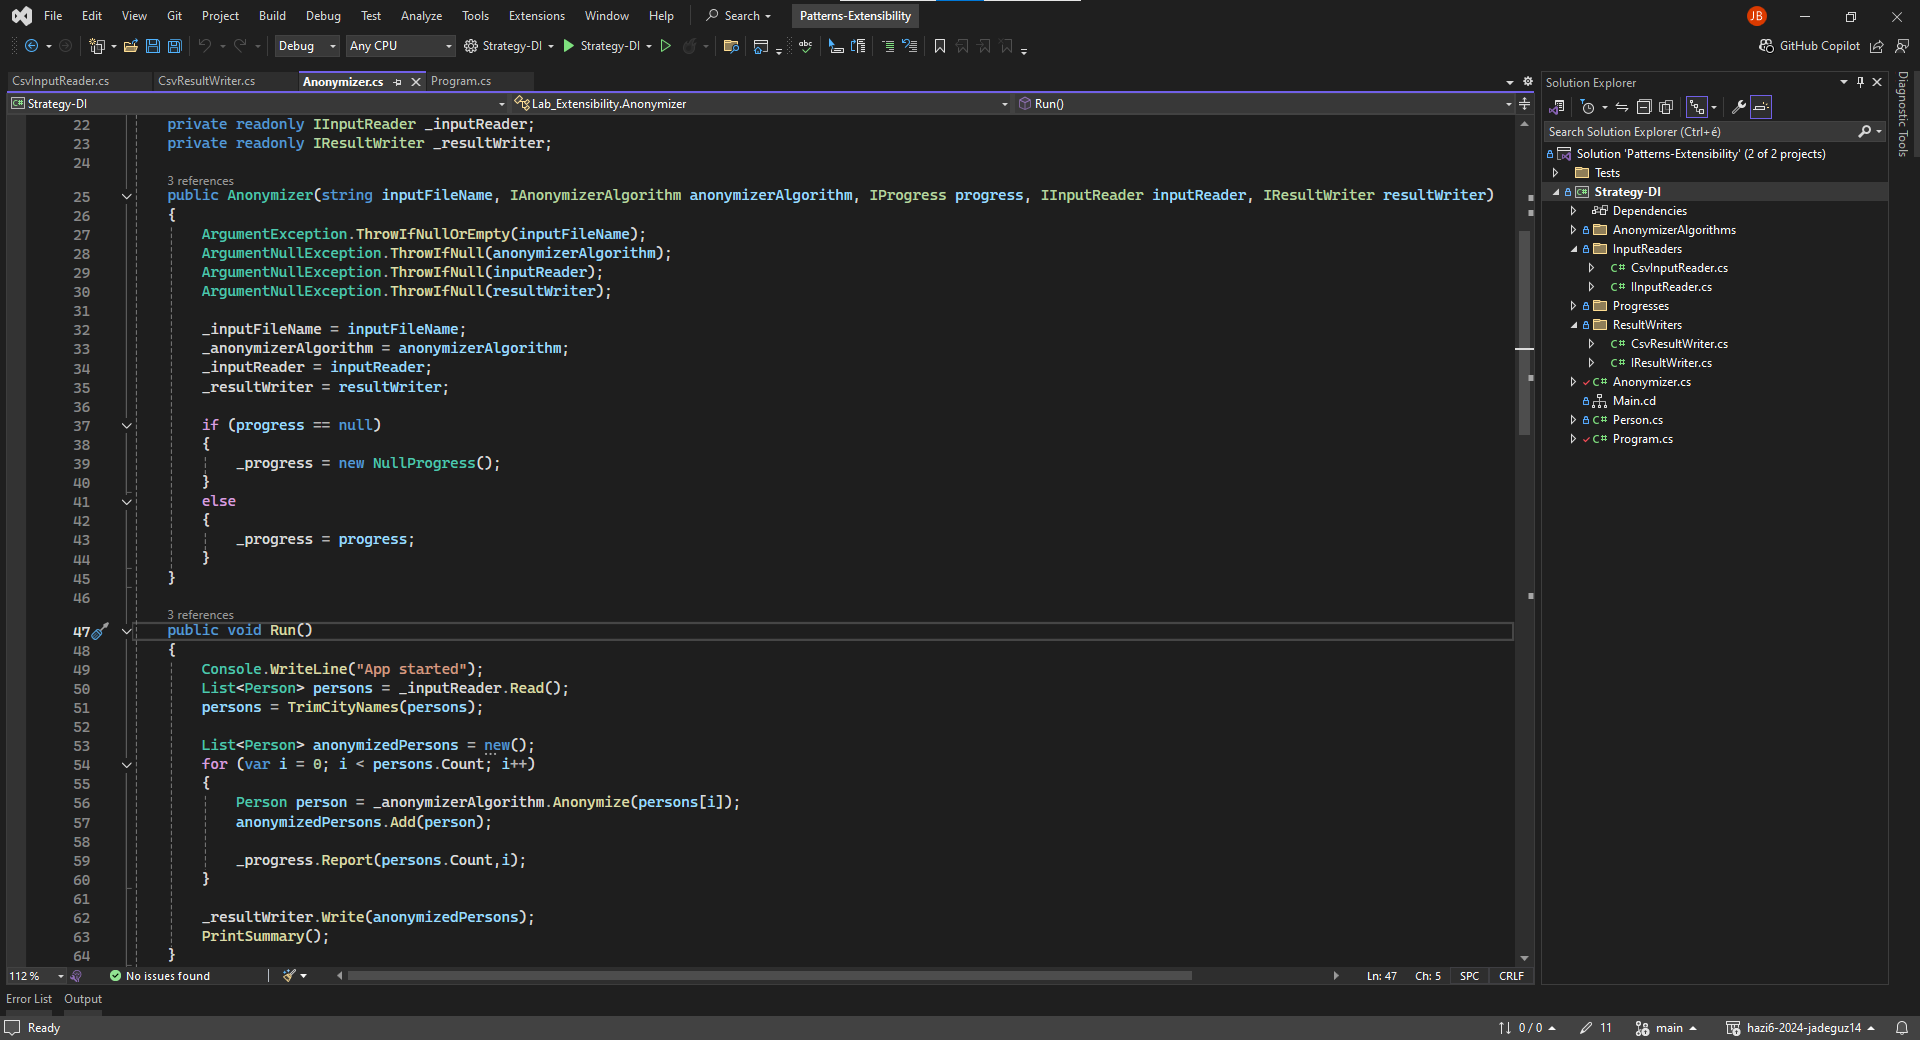 File Edit View Git Project Build Debug Test Analyze Tools Extensions Window Help Search Patterns-Extensibility JB
Debug Any CPU Strategy-DI Strategy-DI GitHub Copilot
CsvInputReader.cs CsvResultWriter.cs Anonymizer.cs Program.cs
Strategy-DI Lab_Extensibility.Anonymizer Run()
22 private readonly IInputReader _inputReader;
23 private readonly IResultWriter _resultWriter;
24
3 references
25 public Anonymizer(string inputFileName, IAnonymizerAlgorithm anonymizerAlgorithm, IProgress progress, IInputReader inputReader, IResultWriter resultWriter)
26 {
27 ArgumentException.ThrowIfNullOrEmpty(inputFileName);
28 ArgumentNullException.ThrowIfNull(anonymizerAlgorithm);
29 ArgumentNullException.ThrowIfNull(inputReader);
30 ArgumentNullException.ThrowIfNull(resultWriter);
31
32 _inputFileName = inputFileName;
33 _anonymizerAlgorithm = anonymizerAlgorithm;
34 _inputReader = inputReader;
35 _resultWriter = resultWriter;
36
37 if (progress == null)
38 {
39 _progress = new NullProgress();
40 }
41 else
42 {
43 _progress = progress;
44 }
45 }
46
3 references
47 public void Run()
48 {
49 Console.WriteLine("App started");
50 List<Person> persons = _inputReader.Read();
51 persons = TrimCityNames(persons);
52
53 List<Person> anonymizedPersons = new();
54 for (var i = 0; i < persons.Count; i++)
55 {
56 Person person = _anonymizerAlgorithm.Anonymize(persons[i]);
57 anonymizedPersons.Add(person);
58
59 _progress.Report(persons.Count,i);
60 }
61
62 _resultWriter.Write(anonymizedPersons);
63 PrintSummary();
64 }
112 % No issues found Ln: 47 Ch: 5 SPC CRLF
Solution Explorer
Search Solution Explorer (Ctrl+é)
Solution 'Patterns-Extensibility' (2 of 2 projects)
Tests
Strategy-DI
Dependencies
AnonymizerAlgorithms
InputReaders
C# CsvInputReader.cs
C# IInputReader.cs
Progresses
ResultWriters
C# CsvResultWriter.cs
C# IResultWriter.cs
C# Anonymizer.cs
Main.cd
C# Person.cs
C# Program.cs
Diagnostic Tools
Error List Output
Ready 0 / 0 11 main hazi6-2024-jadeguz14